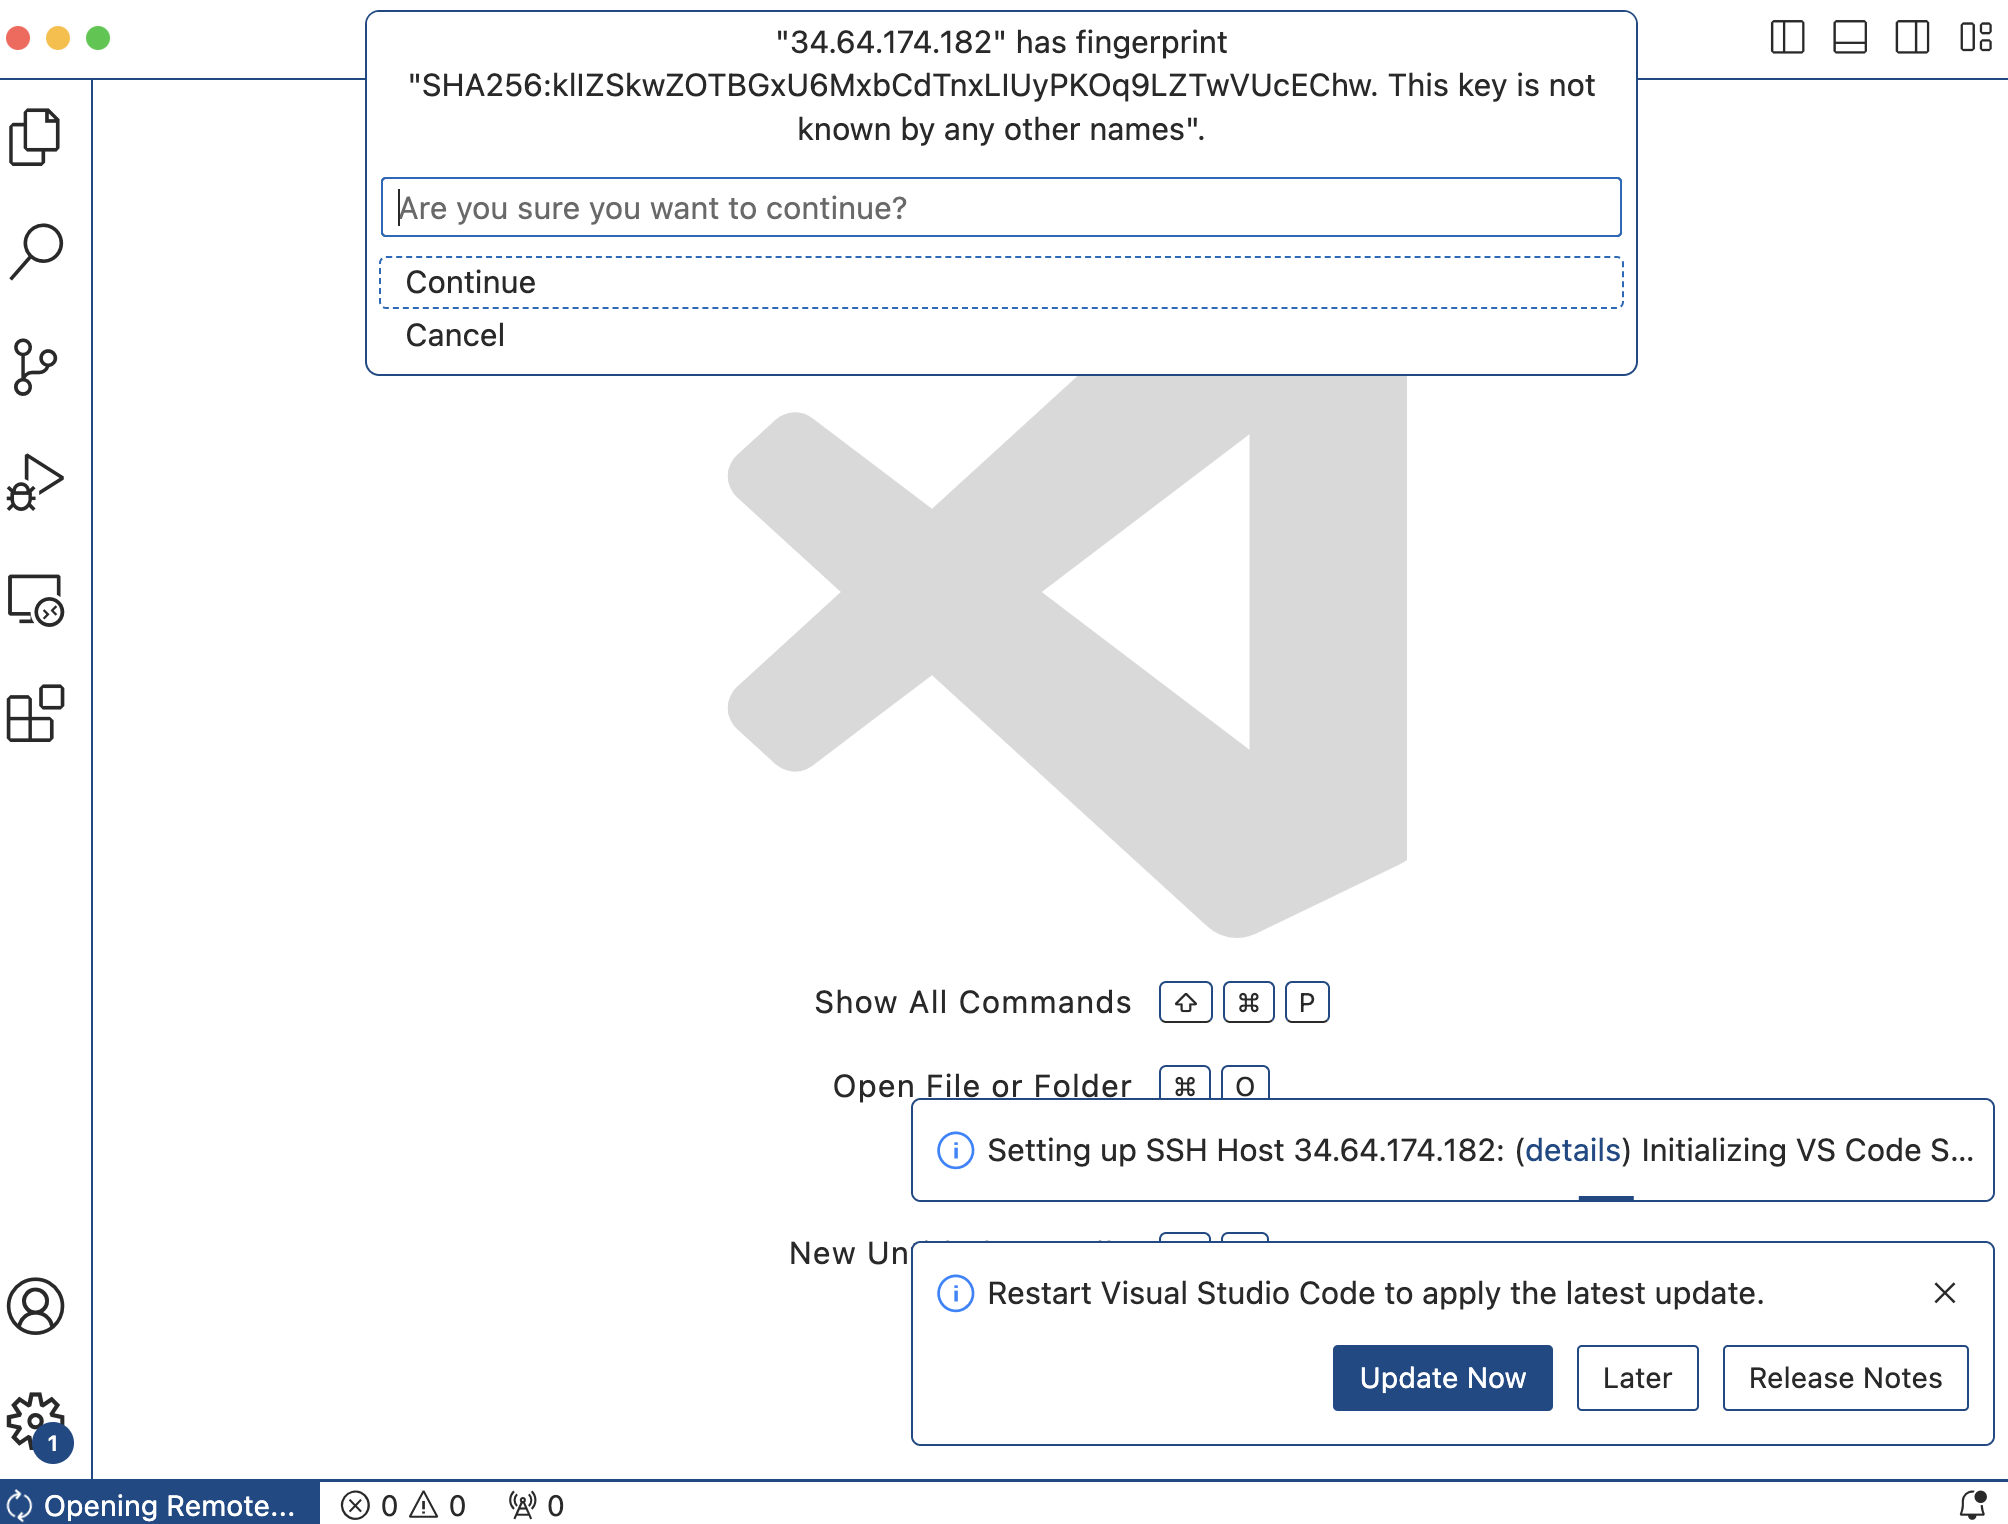 "34.64.174.182" has fingerprint
"SHA256:klIZSkwZOTBGxU6MxbCdTnxLIUyPKOq9LZTwVUcEChw. This key is not
known by any other names".
Are you sure you want to continue?
Continue
Cancel
Show All Commands ⇧ ⌘ P
Open File or Folder ⌘ O
Setting up SSH Host 34.64.174.182: (details) Initializing VS Code S...
New Un
Restart Visual Studio Code to apply the latest update.
Update Now Later Release Notes
1
Opening Remote... 0 0 0